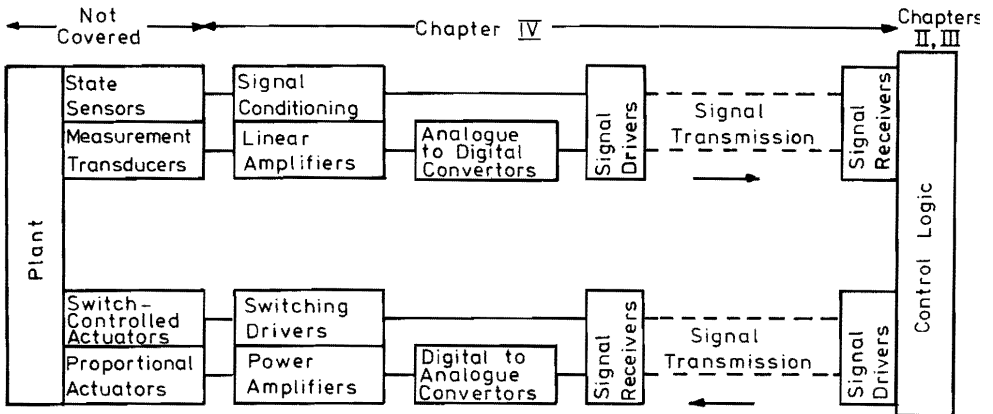 Not
Covered
Chapter IV
Chapters
II, III
Plant
State
Sensors
Measurement
Transducers
Signal
Conditioning
Linear
Amplifiers
Analogue
to Digital
Convertors
Signal
Drivers
Signal
Transmission
Signal
Receivers
Control Logic
Switch-
Controlled
Actuators
Proportional
Actuators
Switching
Drivers
Power
Amplifiers
Digital to
Analogue
Convertors
Signal
Receivers
Signal
Transmission
Signal
Drivers